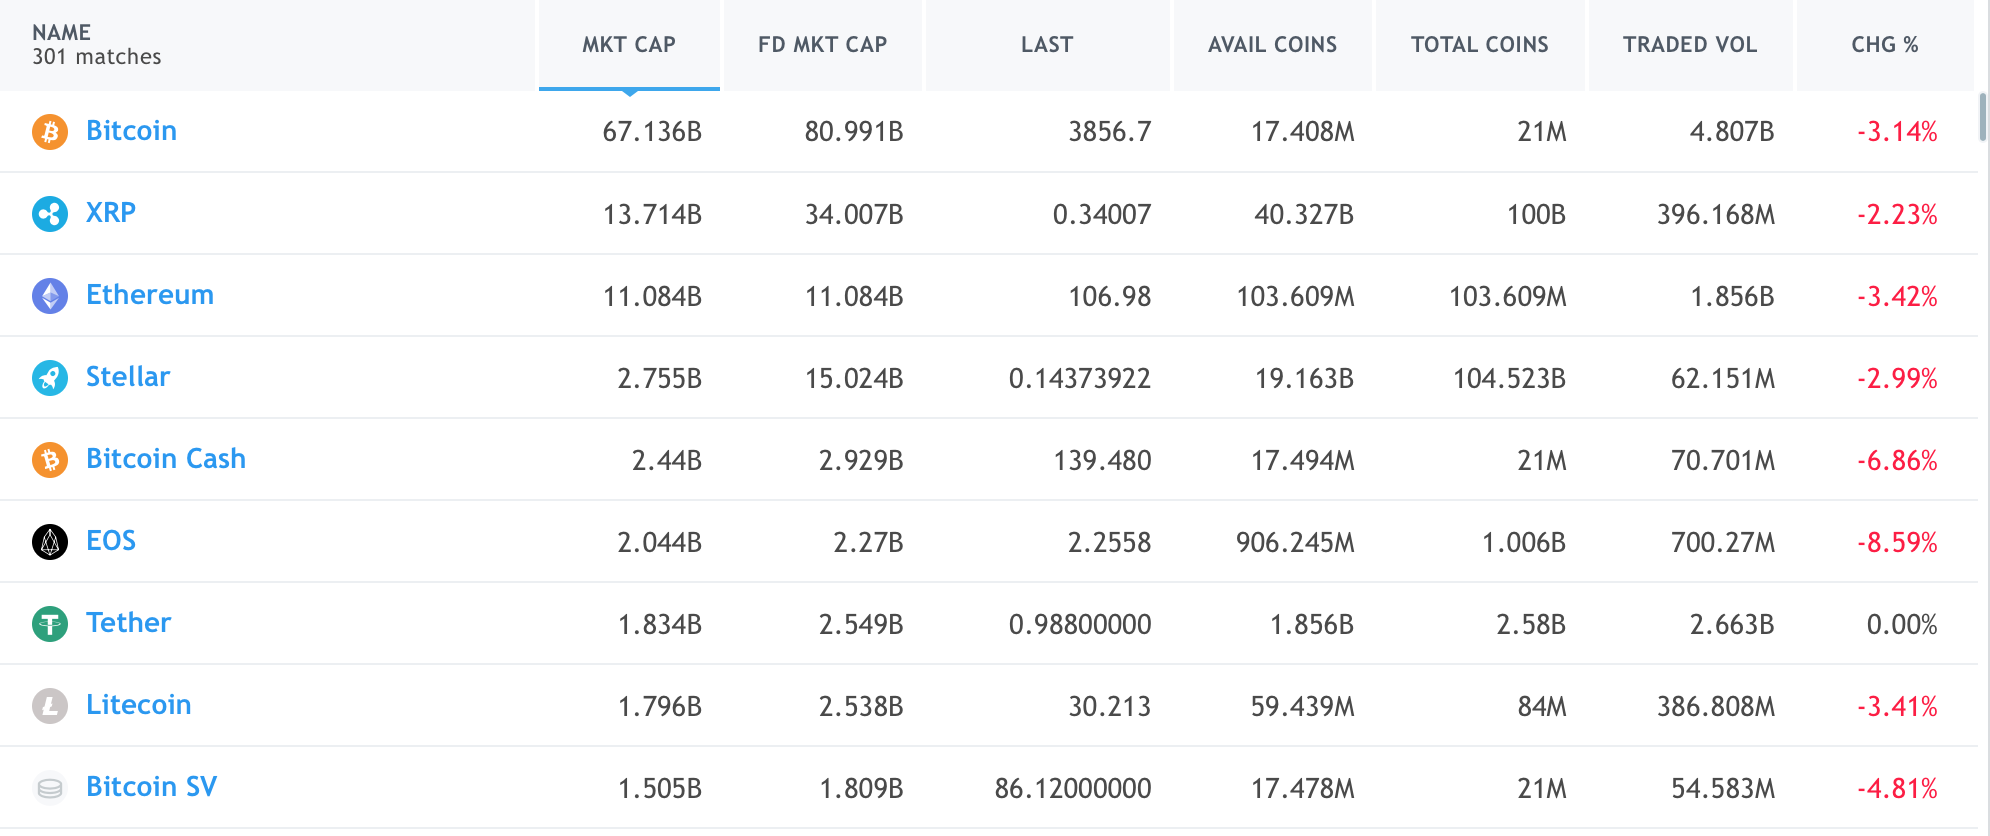 NAME MKT CAP FD MKT CAP LAST AVAIL COINS TOTAL COINS TRADED VOL CHG %
301 matches
Bitcoin 67.136B 80.991B 3856.7 17.408M 21M 4.807B -3.14%
XRP 13.714B 34.007B 0.34007 40.327B 100B 396.168M -2.23%
Ethereum 11.084B 11.084B 106.98 103.609M 103.609M 1.856B -3.42%
Stellar 2.755B 15.024B 0.14373922 19.163B 104.523B 62.151M -2.99%
Bitcoin Cash 2.44B 2.929B 139.480 17.494M 21M 70.701M -6.86%
EOS 2.044B 2.27B 2.2558 906.245M 1.006B 700.27M -8.59%
Tether 1.834B 2.549B 0.98800000 1.856B 2.58B 2.663B 0.00%
Litecoin 1.796B 2.538B 30.213 59.439M 84M 386.808M -3.41%
Bitcoin SV 1.505B 1.809B 86.12000000 17.478M 21M 54.583M -4.81%